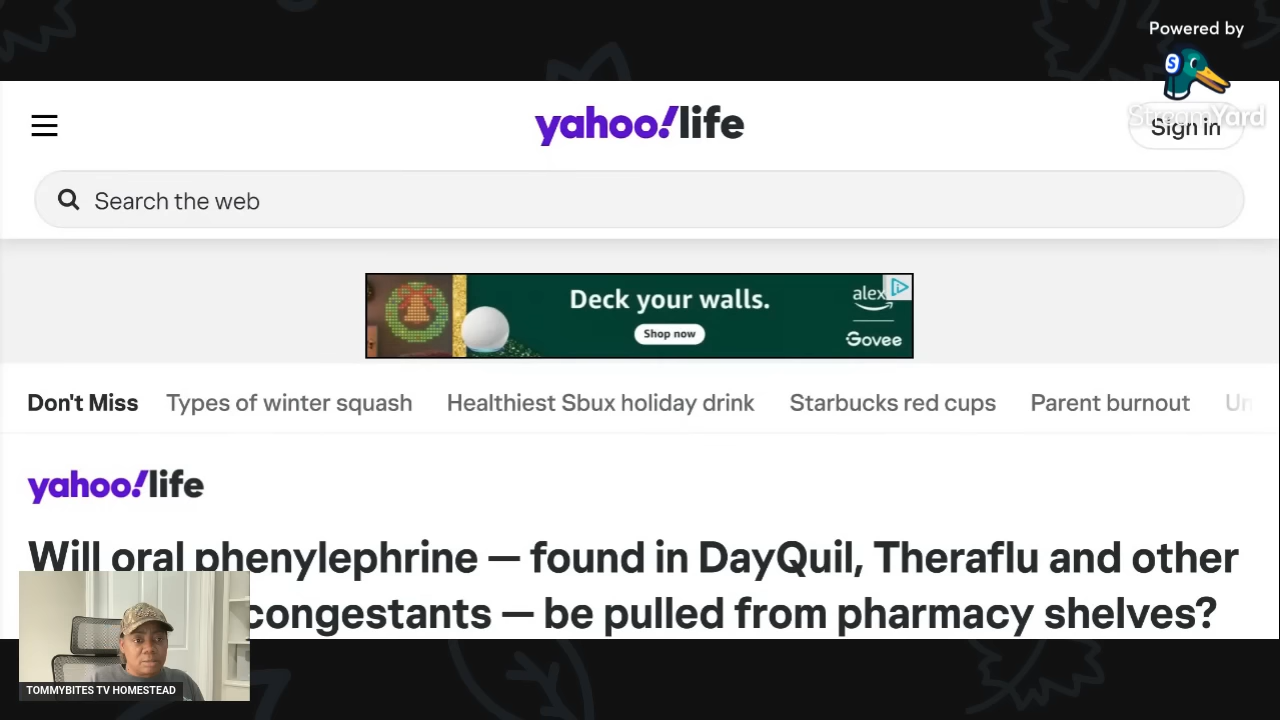 Powered by
StreamYard
yahoo!life
Sign in
Search the web
Deck your walls.
Shop now
Govee
Don't Miss Types of winter squash Healthiest Sbux holiday drink Starbucks red cups Parent burnout
yahoo!life
Will oral phenylephrine — found in DayQuil, Theraflu and other
congestants — be pulled from pharmacy shelves?
TOMMYBITES TV HOMESTEAD